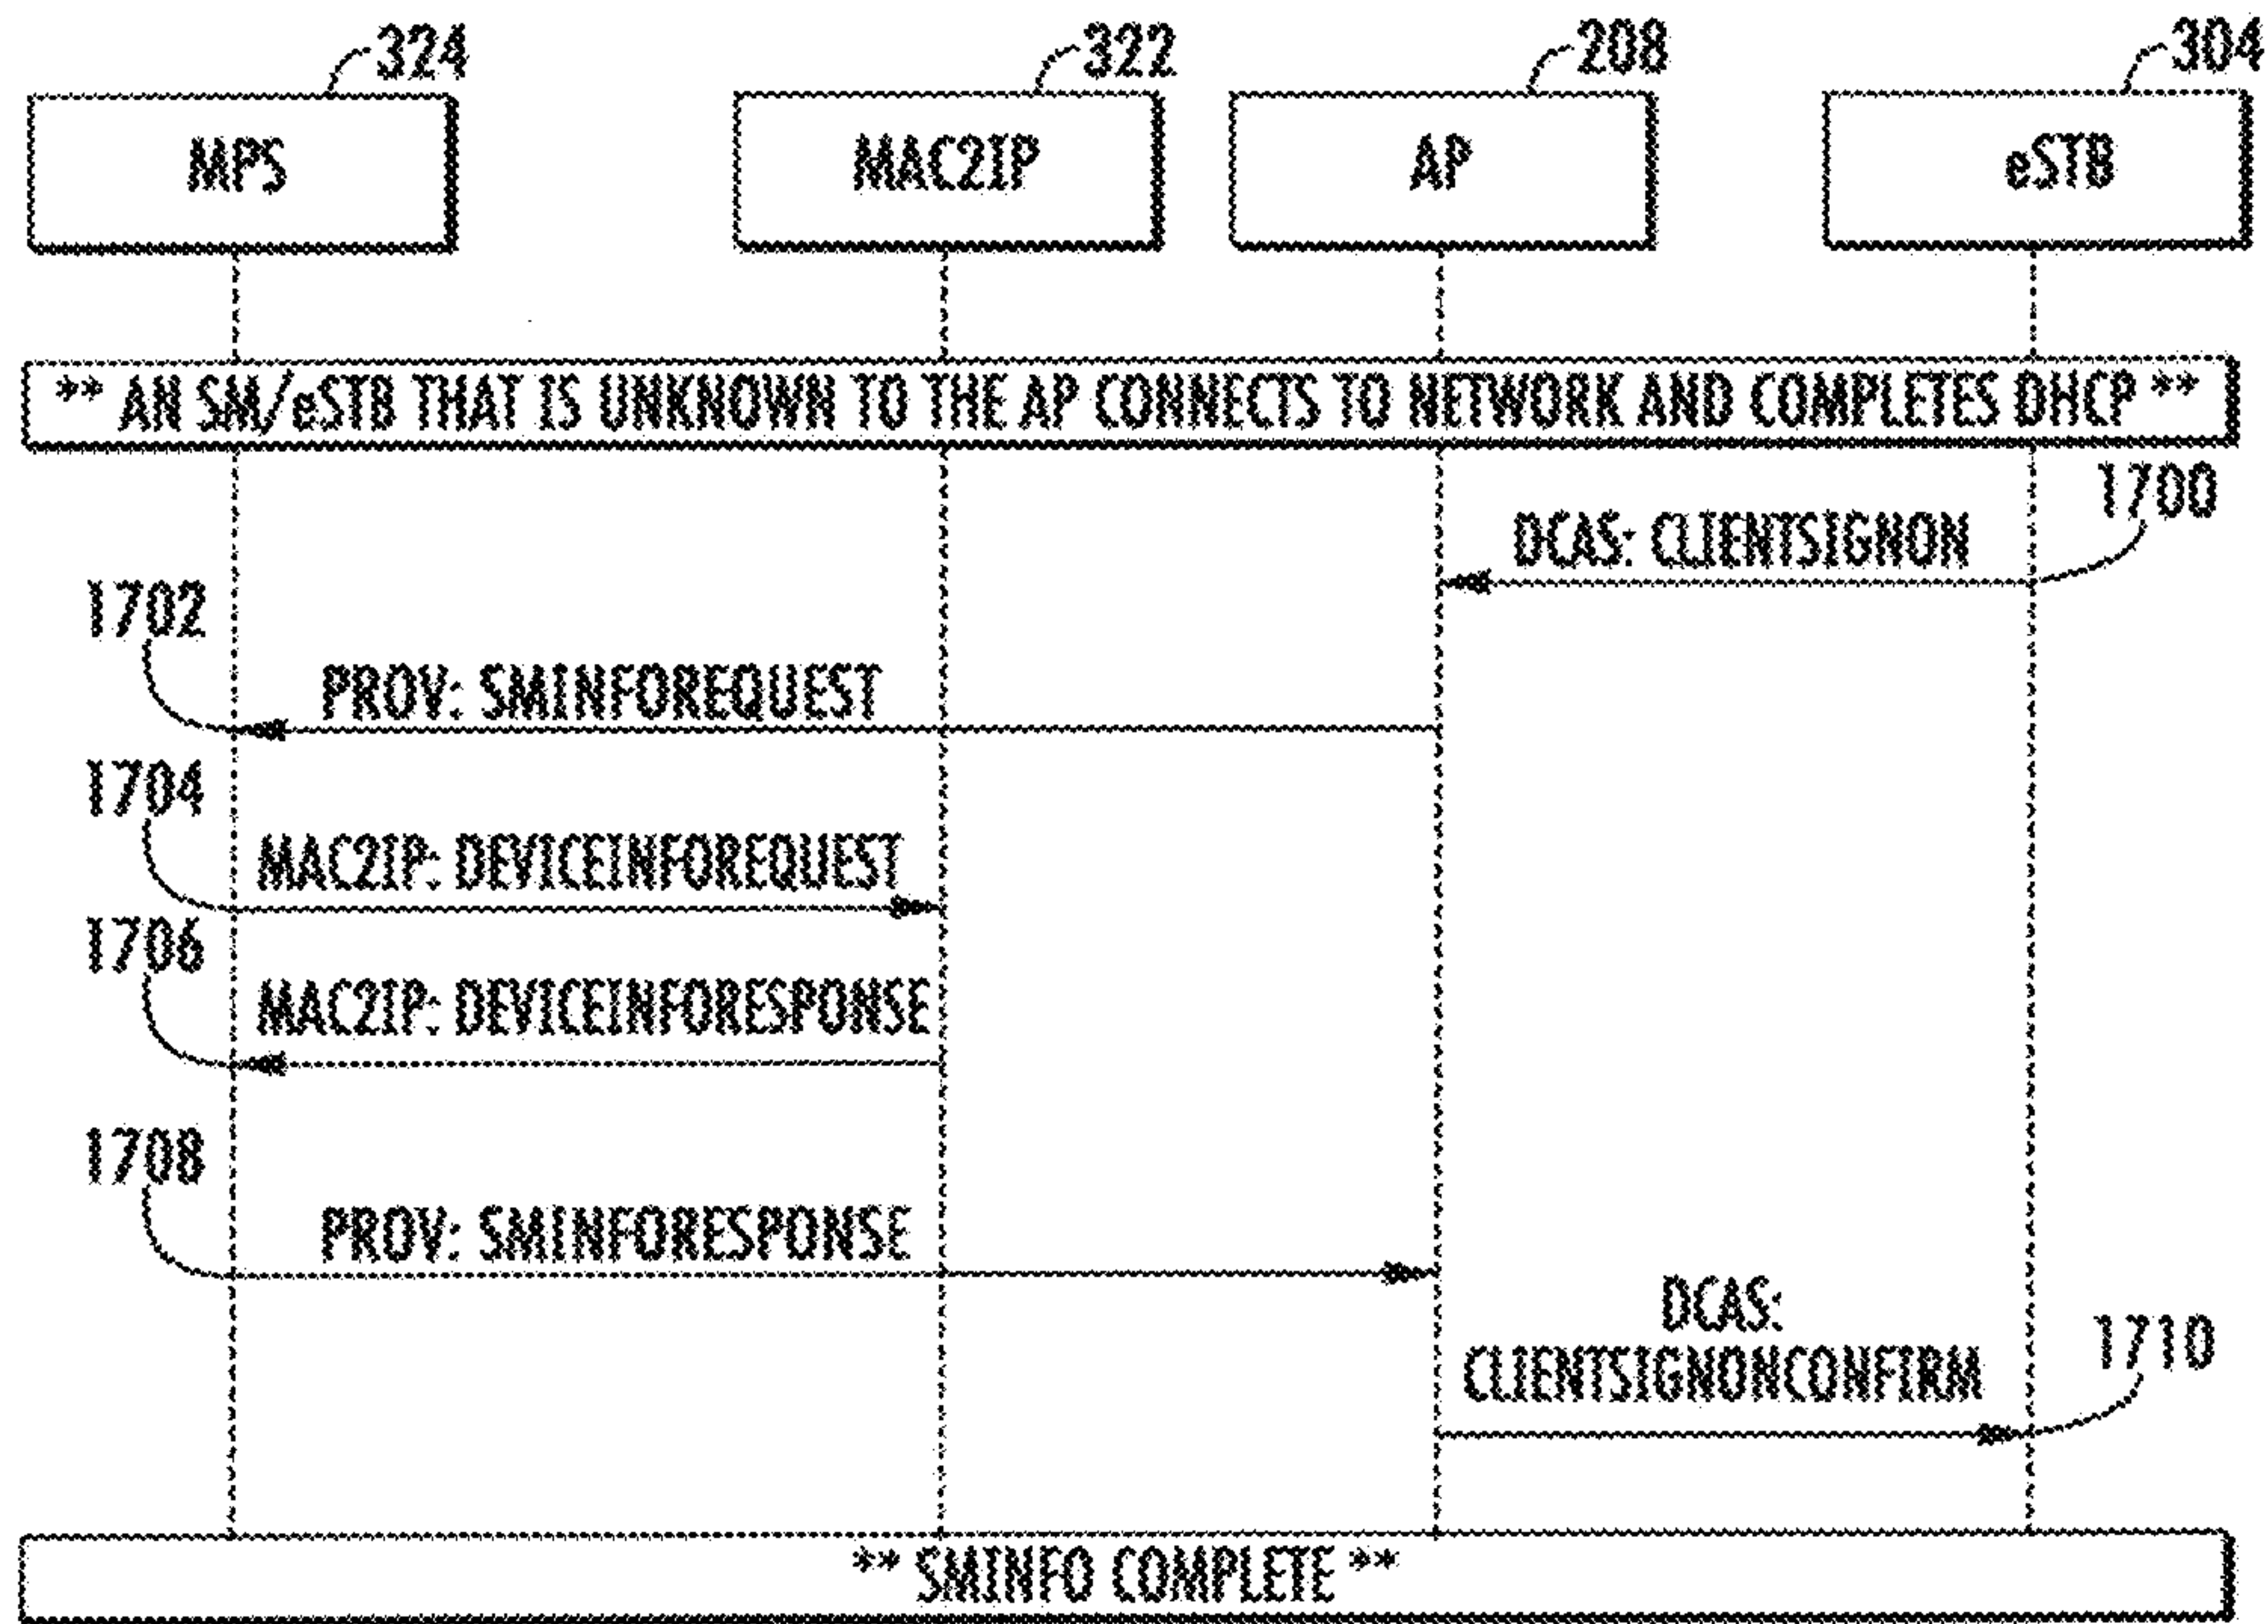 324
322
208
304
MPS
MAC2IP
AP
eSTB
** AN SM/eSTB THAT IS UNKNOWN TO THE AP CONNECTS TO NETWORK AND COMPLETES DHCP **
1700
DCAS: CLIENTSIGNON
1702
PROV: SMINFOREQUEST
1704
MAC2IP: DEVICEINFOREQUEST
1706
MAC2IP: DEVICEINFORESPONSE
1708
PROV: SMINFORESPONSE
DCAS:
CLIENTSIGNONCONFIRM
1710
** SMINFO COMPLETE **